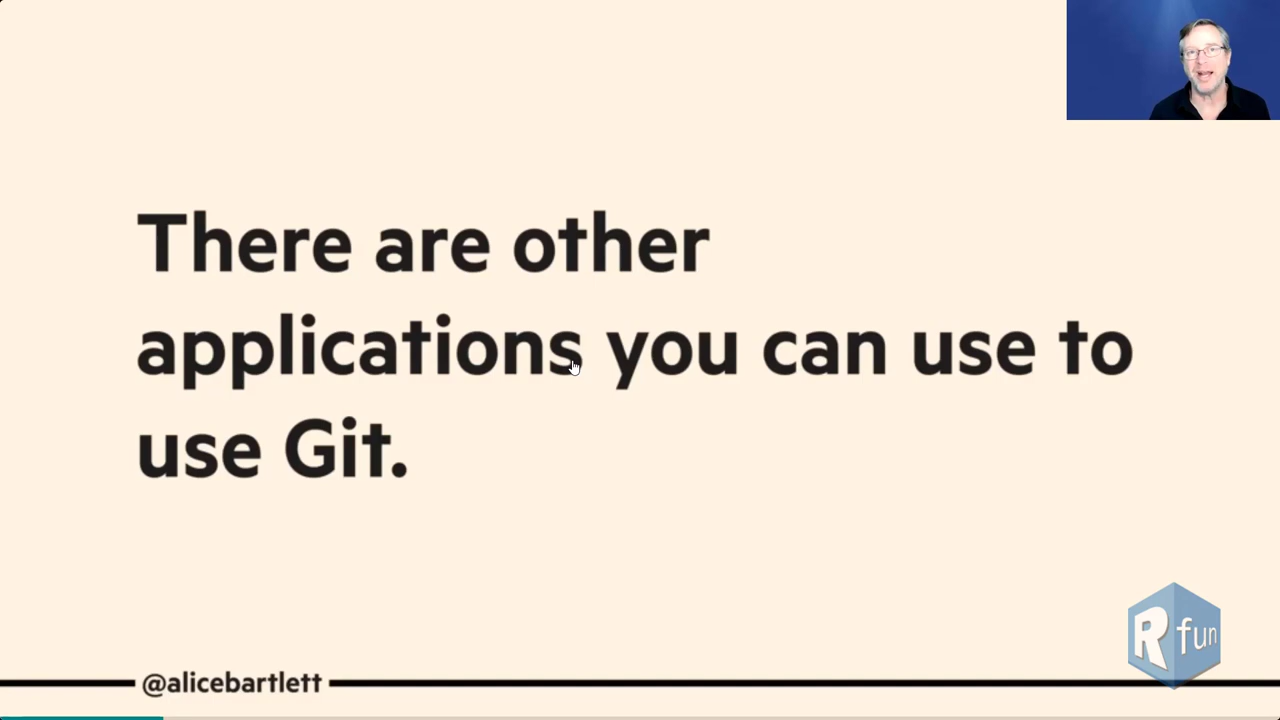 There are other
applications you can use to
use Git.
R fun
@alicebartlett